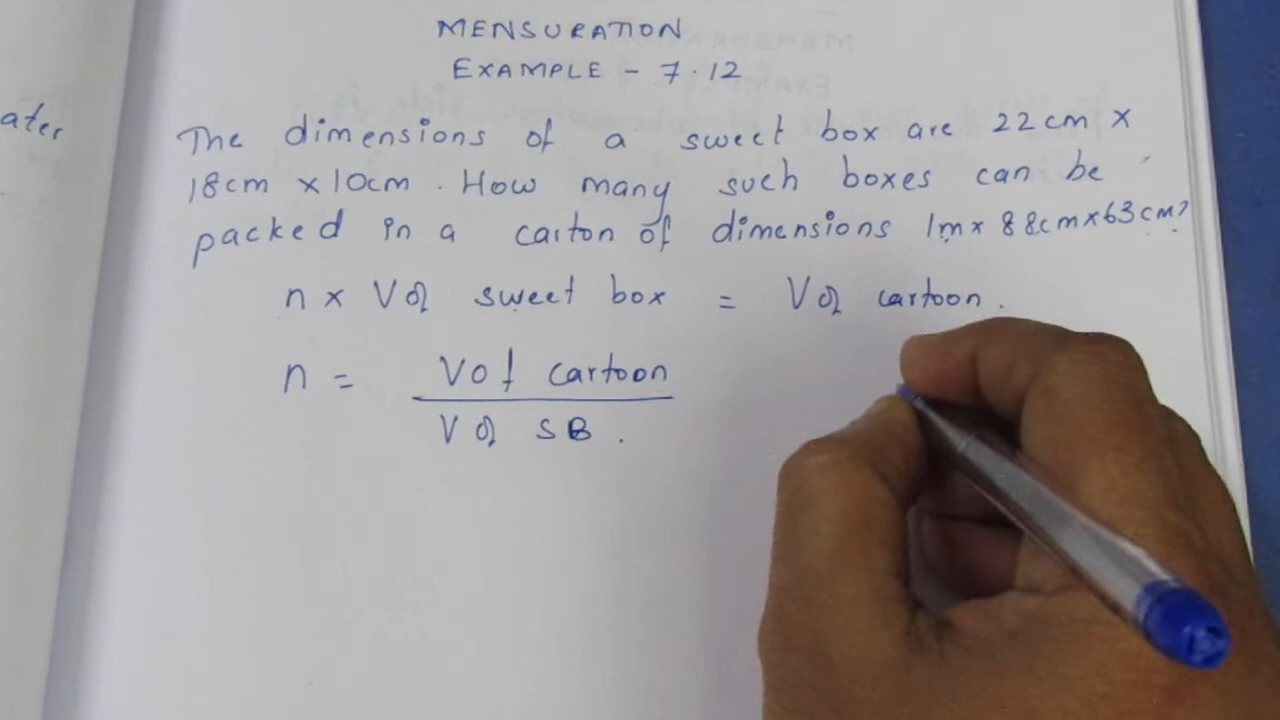 MENSURATION
EXAMPLE - 7.12
ater
The dimensions of a sweet box are 22cm x
18cm x 10cm. How many such boxes can be
packed in a carton of dimensions 1m x 88cm x 63cm?
n x V of sweet box = V of cartoon.
n = V of cartoon
V of SB.